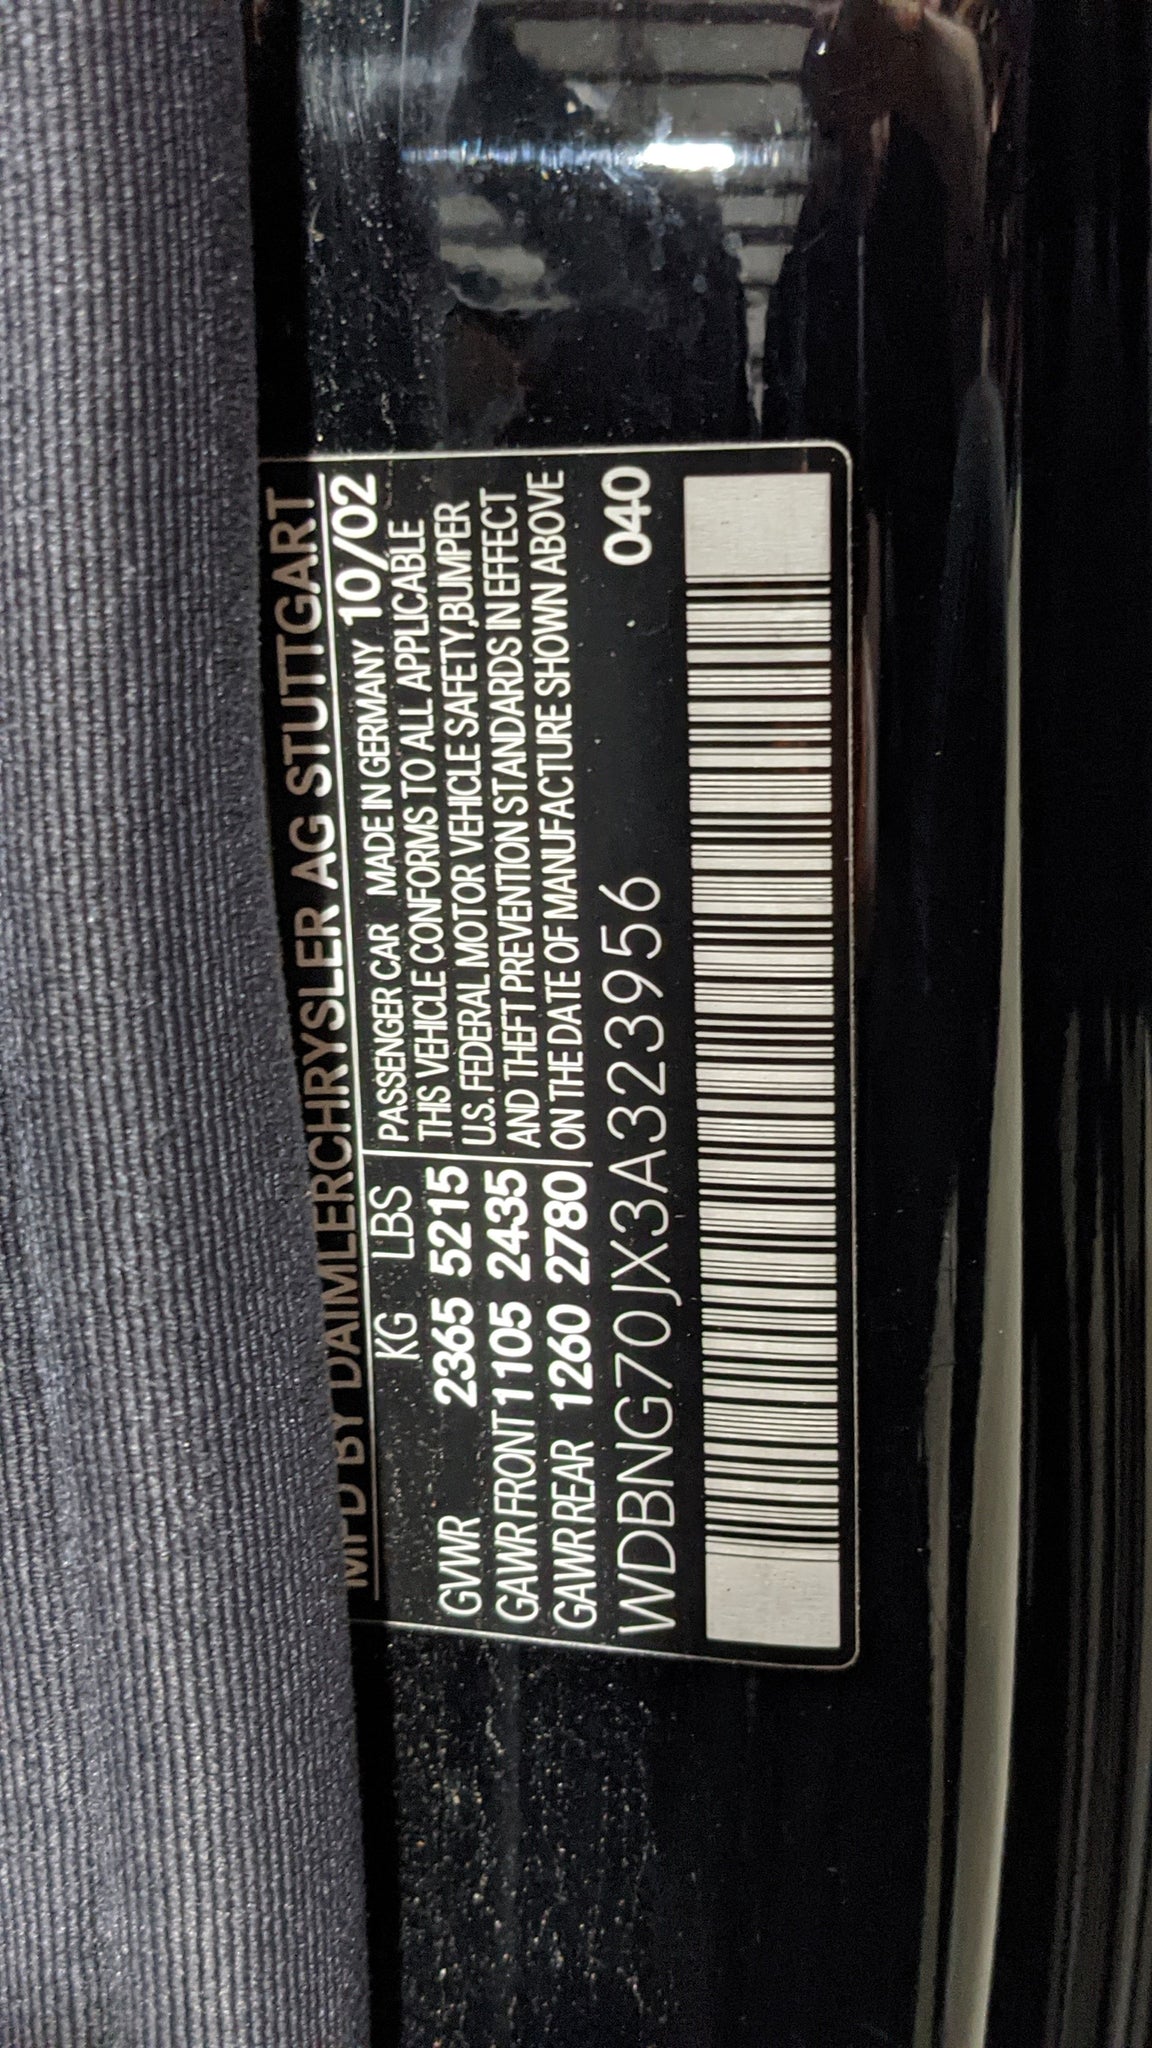 MFD BY DAIMLERCHRYSLER AG STUTTGART
KG LBS
GVWR 2365 5215
GAWR FRONT 1105 2435
GAWR REAR 1260 2780
PASSENGER CAR MADE IN GERMANY 10/02
THIS VEHICLE CONFORMS TO ALL APPLICABLE
U.S. FEDERAL MOTOR VEHICLE SAFETY,BUMPER
AND THEFT PREVENTION STANDARDS IN EFFECT
ON THE DATE OF MANUFACTURE SHOWN ABOVE
WDBNG70JX3A323956 040